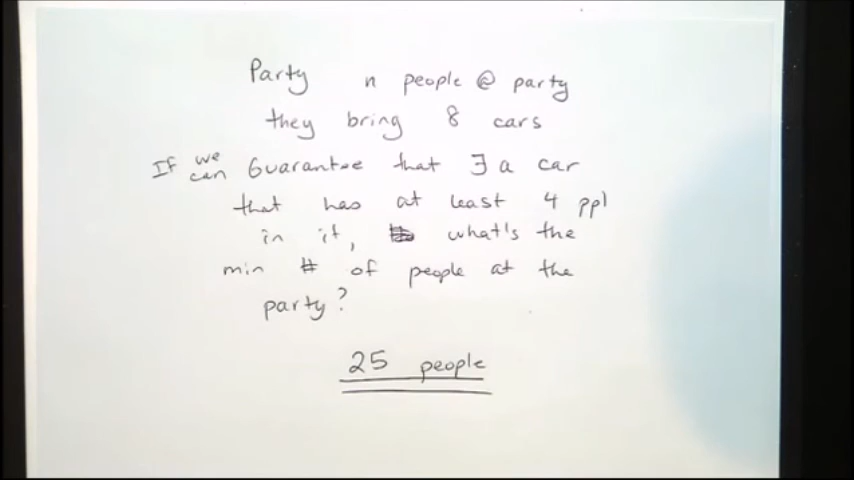 Party n people @ party
they bring 8 cars
If we can Guarantee that ∃ a car
that has at least 4 ppl
in it, what's the
min # of people at the
party?
25 people